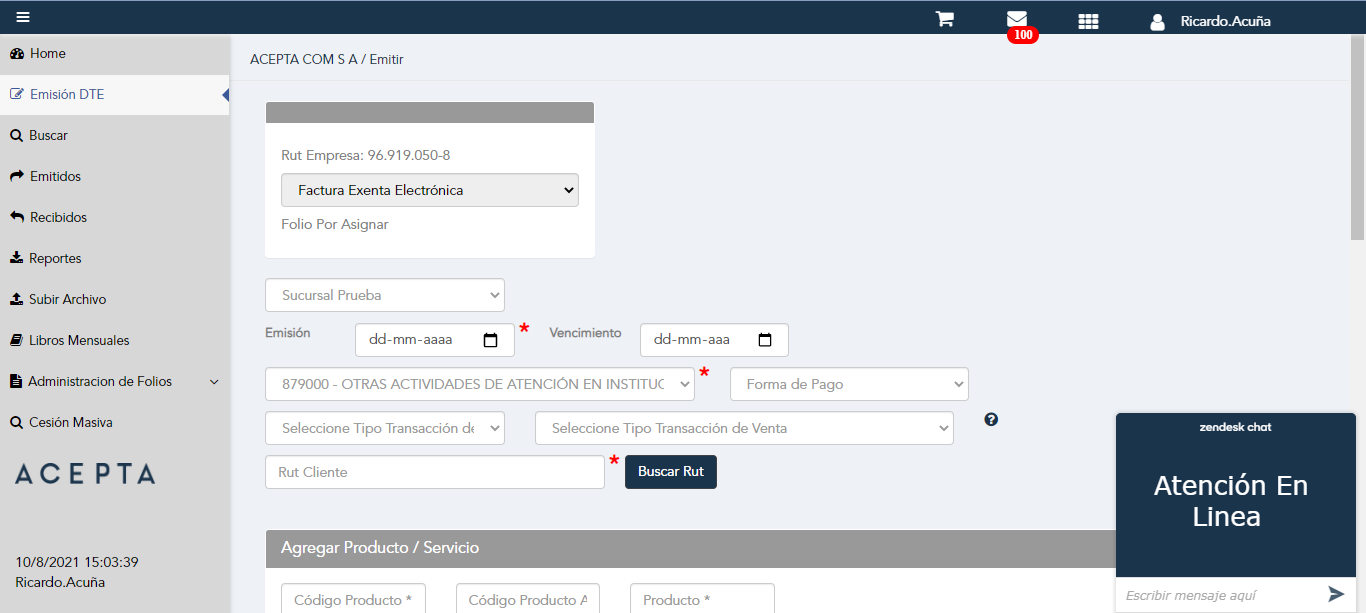 Ricardo.Acuña
100
Home
Emisión DTE
Buscar
Emitidos
Recibidos
Reportes
Subir Archivo
Libros Mensuales
Administracion de Folios
Cesión Masiva
ACEPTA
10/8/2021 15:03:39
Ricardo.Acuña
ACEPTA COM S A / Emitir
Rut Empresa: 96.919.050-8
Factura Exenta Electrónica
Folio Por Asignar
Sucursal Prueba
Emisión dd-mm-aaaa * Vencimiento dd-mm-aaa
879000 - OTRAS ACTIVIDADES DE ATENCIÓN EN INSTITUC * Forma de Pago
Seleccione Tipo Transacción de Seleccione Tipo Transacción de Venta ?
Rut Cliente * Buscar Rut
Agregar Producto / Servicio
Código Producto * Código Producto A Producto *
zendesk chat
Atención En
Linea
Escribir mensaje aquí